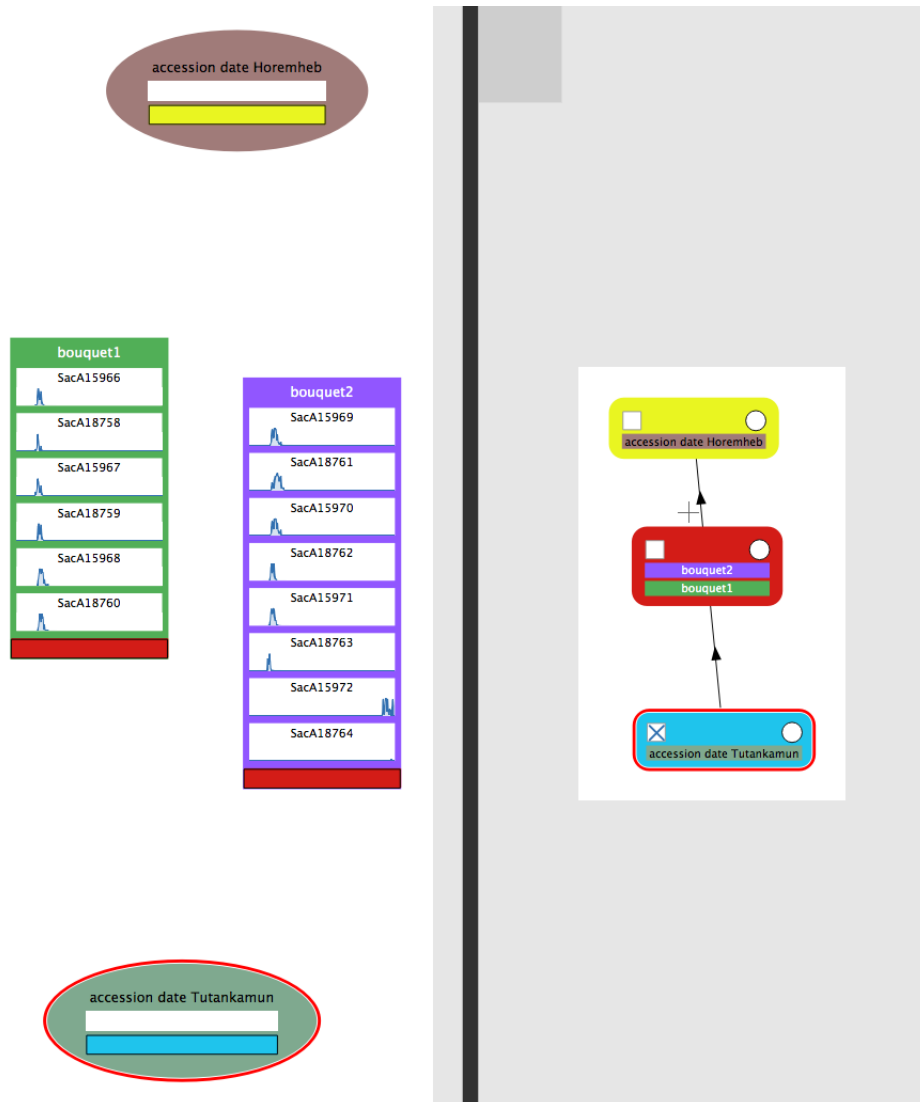 accession date Horemheb
bouquet1
SacA15966
SacA18758
SacA15967
SacA18759
SacA15968
SacA18760
bouquet2
SacA15969
SacA18761
SacA15970
SacA18762
SacA15971
SacA18763
SacA15972
SacA18764
accession date Tutankamun
accession date Horemheb
bouquet2
bouquet1
accession date Tutankamun